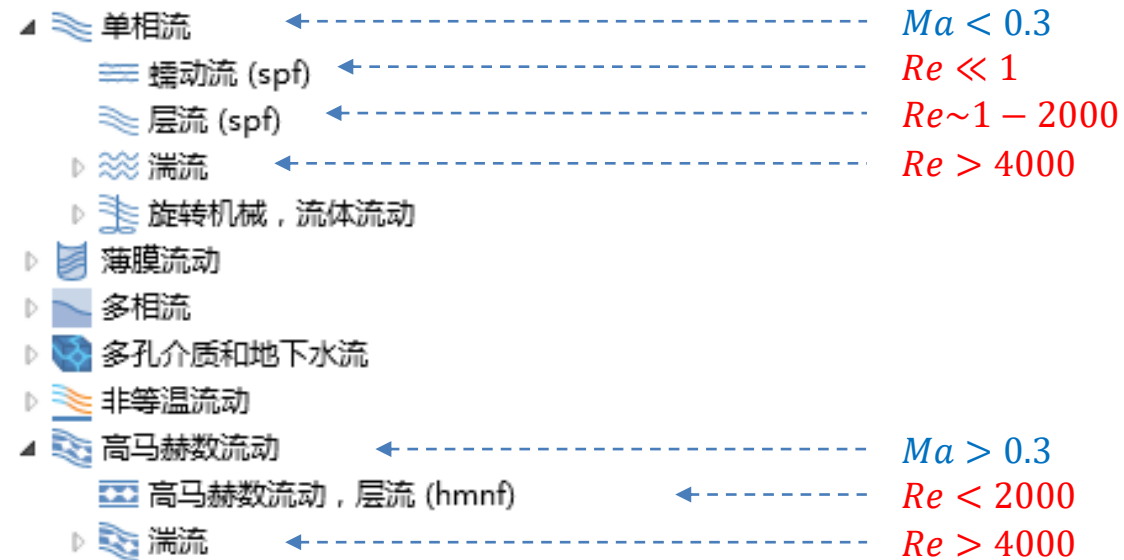 单相流 Ma < 0.3
蠕动流 (spf) Re ≪ 1
层流 (spf) Re~1 − 2000
湍流 Re > 4000
旋转机械，流体流动
薄膜流动
多相流
多孔介质和地下水流
非等温流动
高马赫数流动 Ma > 0.3
高马赫数流动，层流 (hmnf) Re < 2000
湍流 Re > 4000